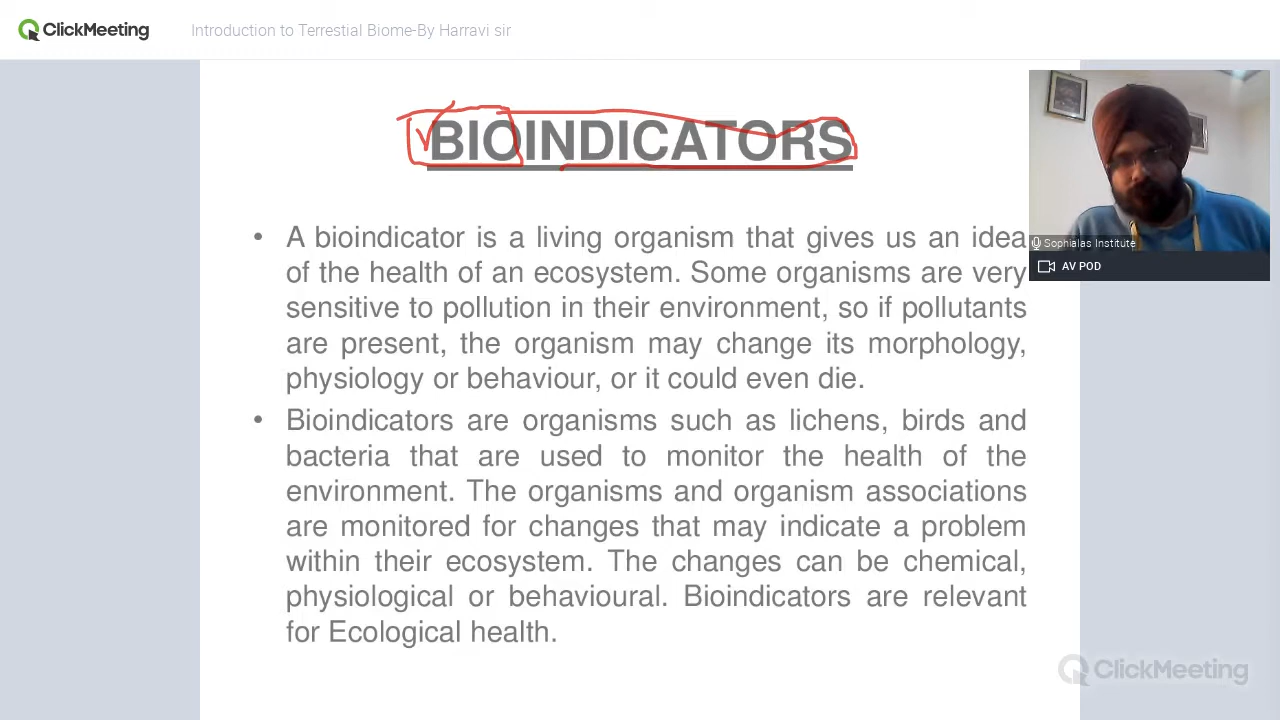 ClickMeeting Introduction to Terrestial Biome-By Harravi sir
BIOINDICATORS
• A bioindicator is a living organism that gives us an idea
of the health of an ecosystem. Some organisms are very
sensitive to pollution in their environment, so if pollutants
are present, the organism may change its morphology,
physiology or behaviour, or it could even die.
• Bioindicators are organisms such as lichens, birds and
bacteria that are used to monitor the health of the
environment. The organisms and organism associations
are monitored for changes that may indicate a problem
within their ecosystem. The changes can be chemical,
physiological or behavioural. Bioindicators are relevant
for Ecological health.
Sophialas Institute
AV POD
ClickMeeting